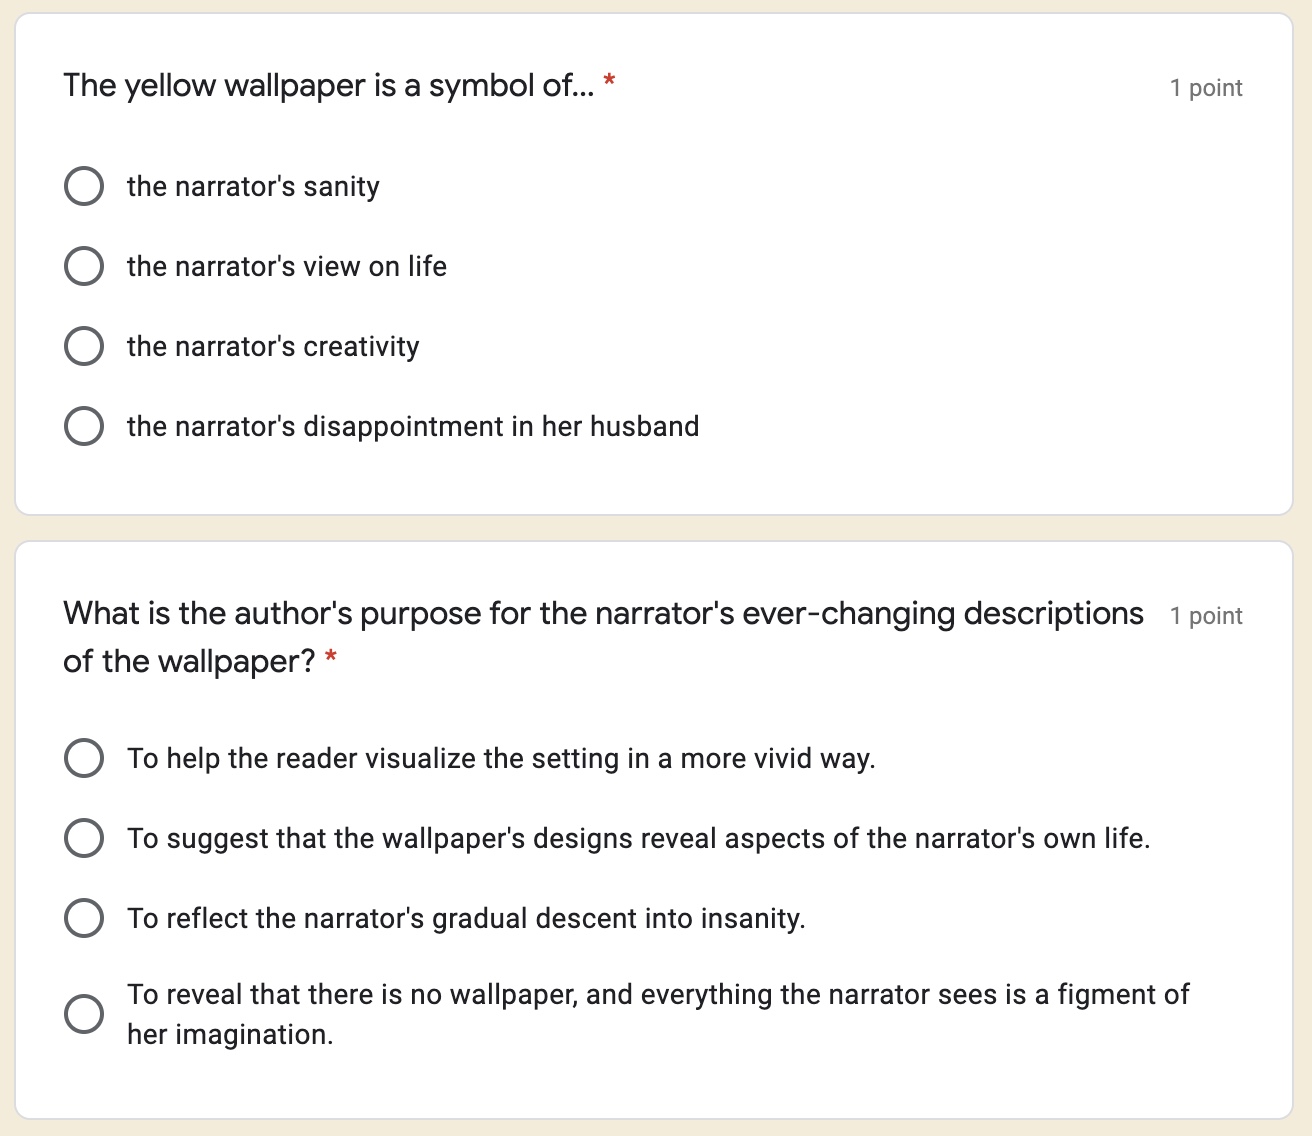 The yellow wallpaper is a symbol of... *
1 point
the narrator's sanity
the narrator's view on life
the narrator's creativity
the narrator's disappointment in her husband
What is the author's purpose for the narrator's ever-changing descriptions
1 point
of the wallpaper? *
To help the reader visualize the setting in a more vivid way.
To suggest that the wallpaper's designs reveal aspects of the narrator's own life.
To reflect the narrator's gradual descent into insanity.
To reveal that there is no wallpaper, and everything the narrator sees is a figment of
her imagination.